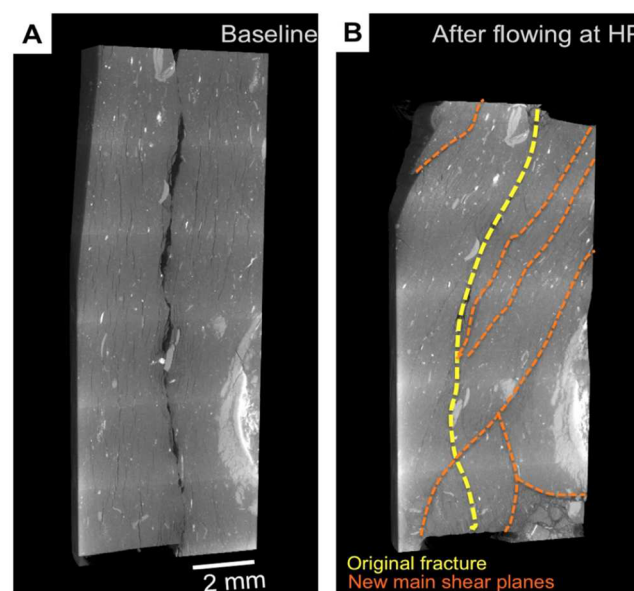 A
Baseline
B
After flowing at HP
2 mm
Original fracture
New main shear planes